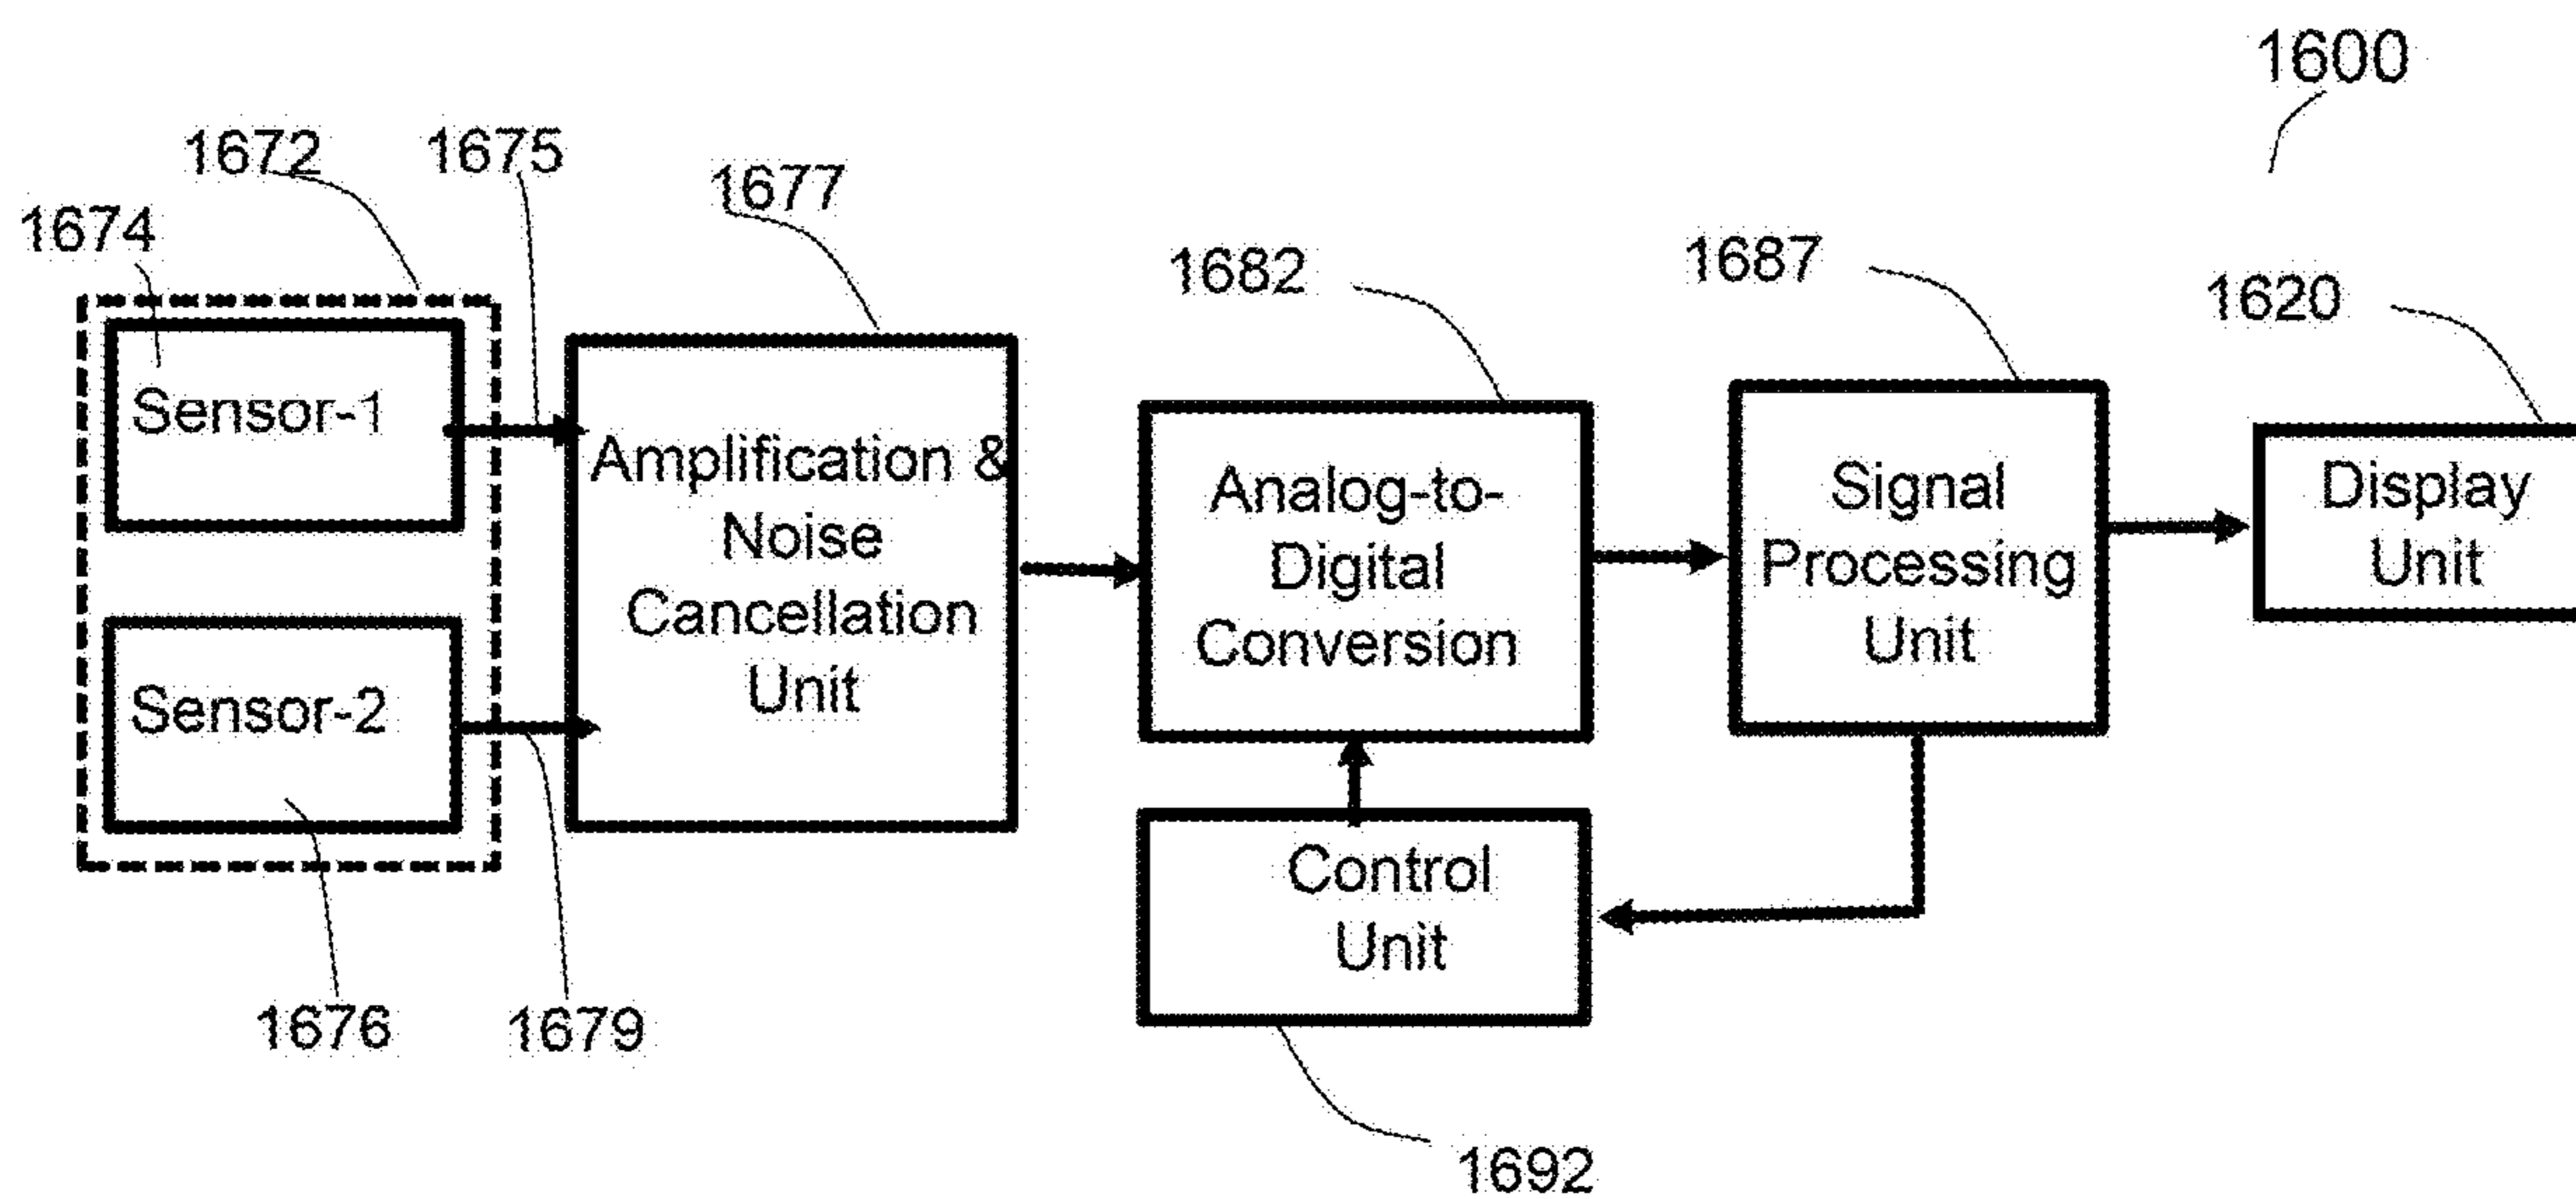 1600
1672
1675
1677
1674
1682
1687
1620
Sensor-1
Amplification &
Noise
Cancellation
Unit
Analog-to-
Digital
Conversion
Signal
Processing
Unit
Display
Unit
Sensor-2
Control
Unit
1676
1679
1692